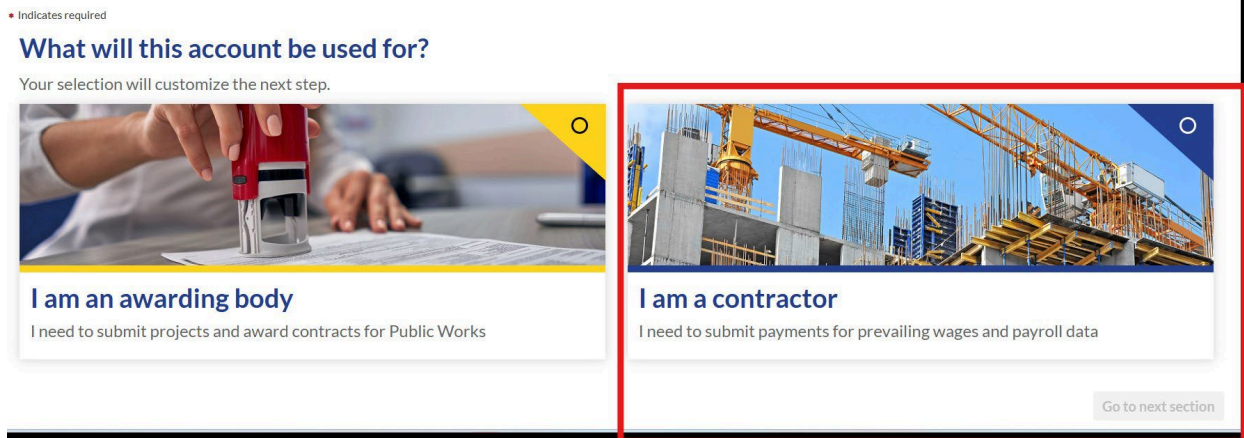 * Indicates required
What will this account be used for?
Your selection will customize the next step.
I am an awarding body
I need to submit projects and award contracts for Public Works
I am a contractor
I need to submit payments for prevailing wages and payroll data
Go to next section